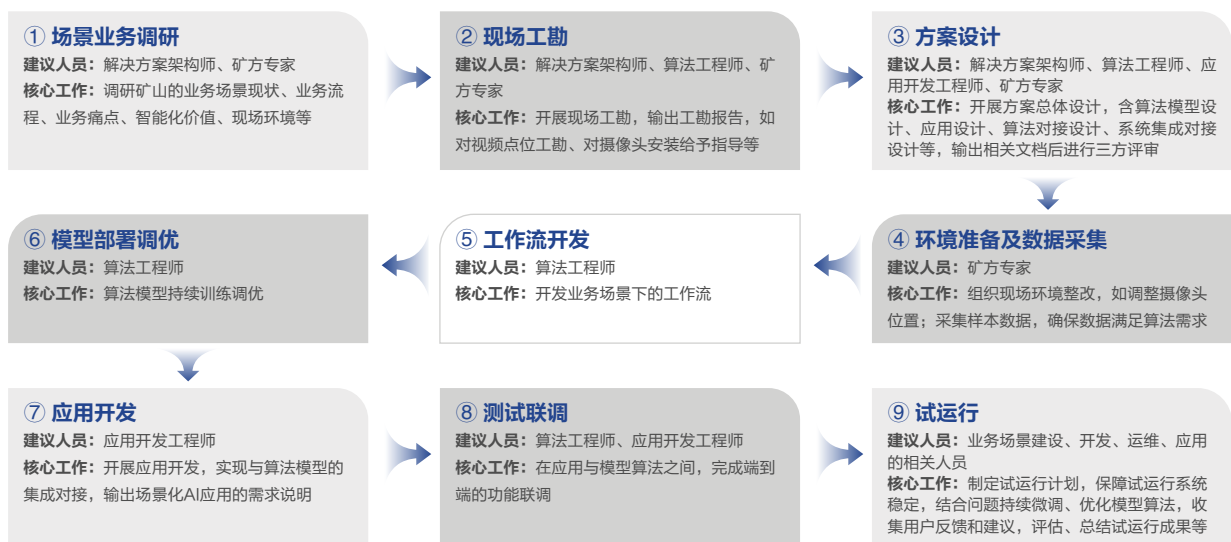 ① 场景业务调研
建议人员：解决方案架构师、矿方专家
核心工作：调研矿山的业务场景现状、业务流
程、业务痛点、智能化价值、现场环境等
② 现场工勘
建议人员：解决方案架构师、算法工程师、矿
方专家
核心工作：开展现场工勘，输出工勘报告，如
对视频点位工勘、对摄像头安装给予指导等
③ 方案设计
建议人员：解决方案架构师、算法工程师、应
用开发工程师、矿方专家
核心工作：开展方案总体设计，含算法模型设
计、应用设计、算法对接设计、系统集成对接
设计等，输出相关文档后进行三方评审
④ 环境准备及数据采集
建议人员：矿方专家
核心工作：组织现场环境整改，如调整摄像头
位置；采集样本数据，确保数据满足算法需求
⑤ 工作流开发
建议人员：算法工程师
核心工作：开发业务场景下的工作流
⑥ 模型部署调优
建议人员：算法工程师
核心工作：算法模型持续训练调优
⑦ 应用开发
建议人员：应用开发工程师
核心工作：开展应用开发，实现与算法模型的
集成对接，输出场景化AI应用的需求说明
⑧ 测试联调
建议人员：算法工程师、应用开发工程师
核心工作：在应用与模型算法之间，完成端到
端的功能联调
⑨ 试运行
建议人员：业务场景建设、开发、运维、应用
的相关人员
核心工作：制定试运行计划，保障试运行系统
稳定，结合问题持续微调、优化模型算法，收
集用户反馈和建议，评估、总结试运行成果等